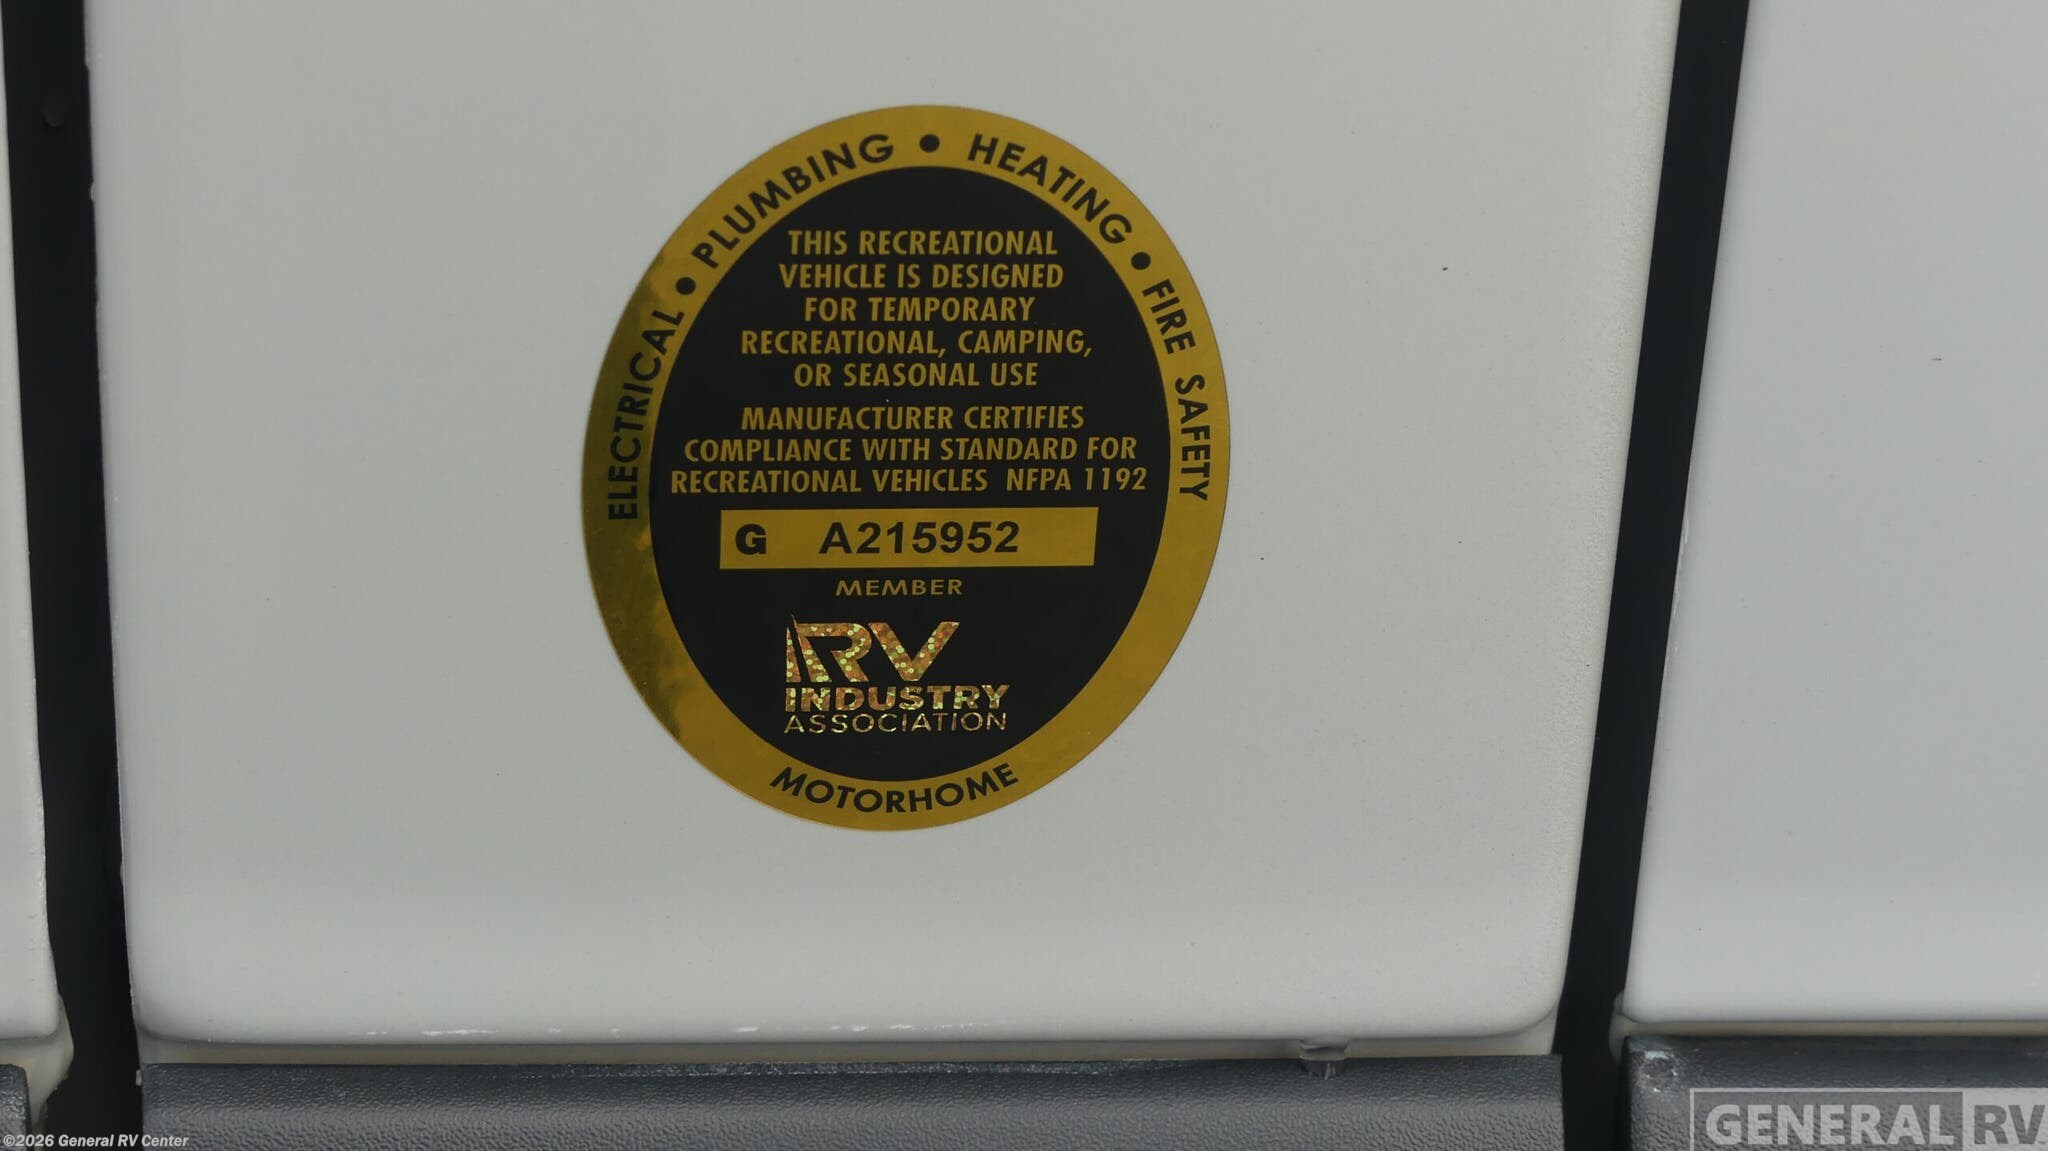 ELECTRICAL • PLUMBING • HEATING • FIRE SAFETY
THIS RECREATIONAL
VEHICLE IS DESIGNED
FOR TEMPORARY
RECREATIONAL, CAMPING,
OR SEASONAL USE
MANUFACTURER CERTIFIES
COMPLIANCE WITH STANDARD FOR
RECREATIONAL VEHICLES NFPA 1192
G A215952
MEMBER
RV
INDUSTRY
ASSOCIATION
MOTORHOME
©2026 General RV Center
GENERAL RV